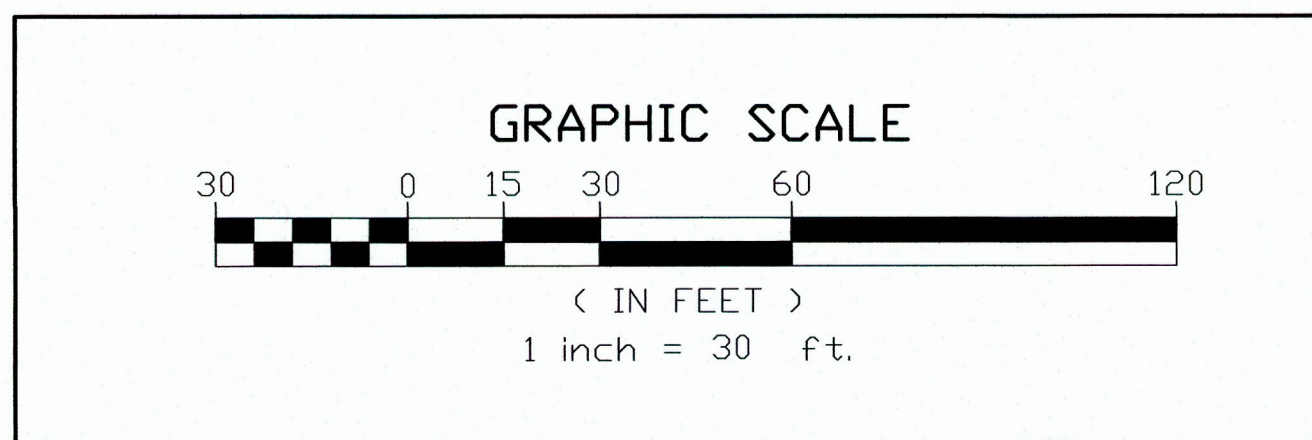 GRAPHIC SCALE
30 0 15 30 60 120
( IN FEET )
1 inch = 30 ft.